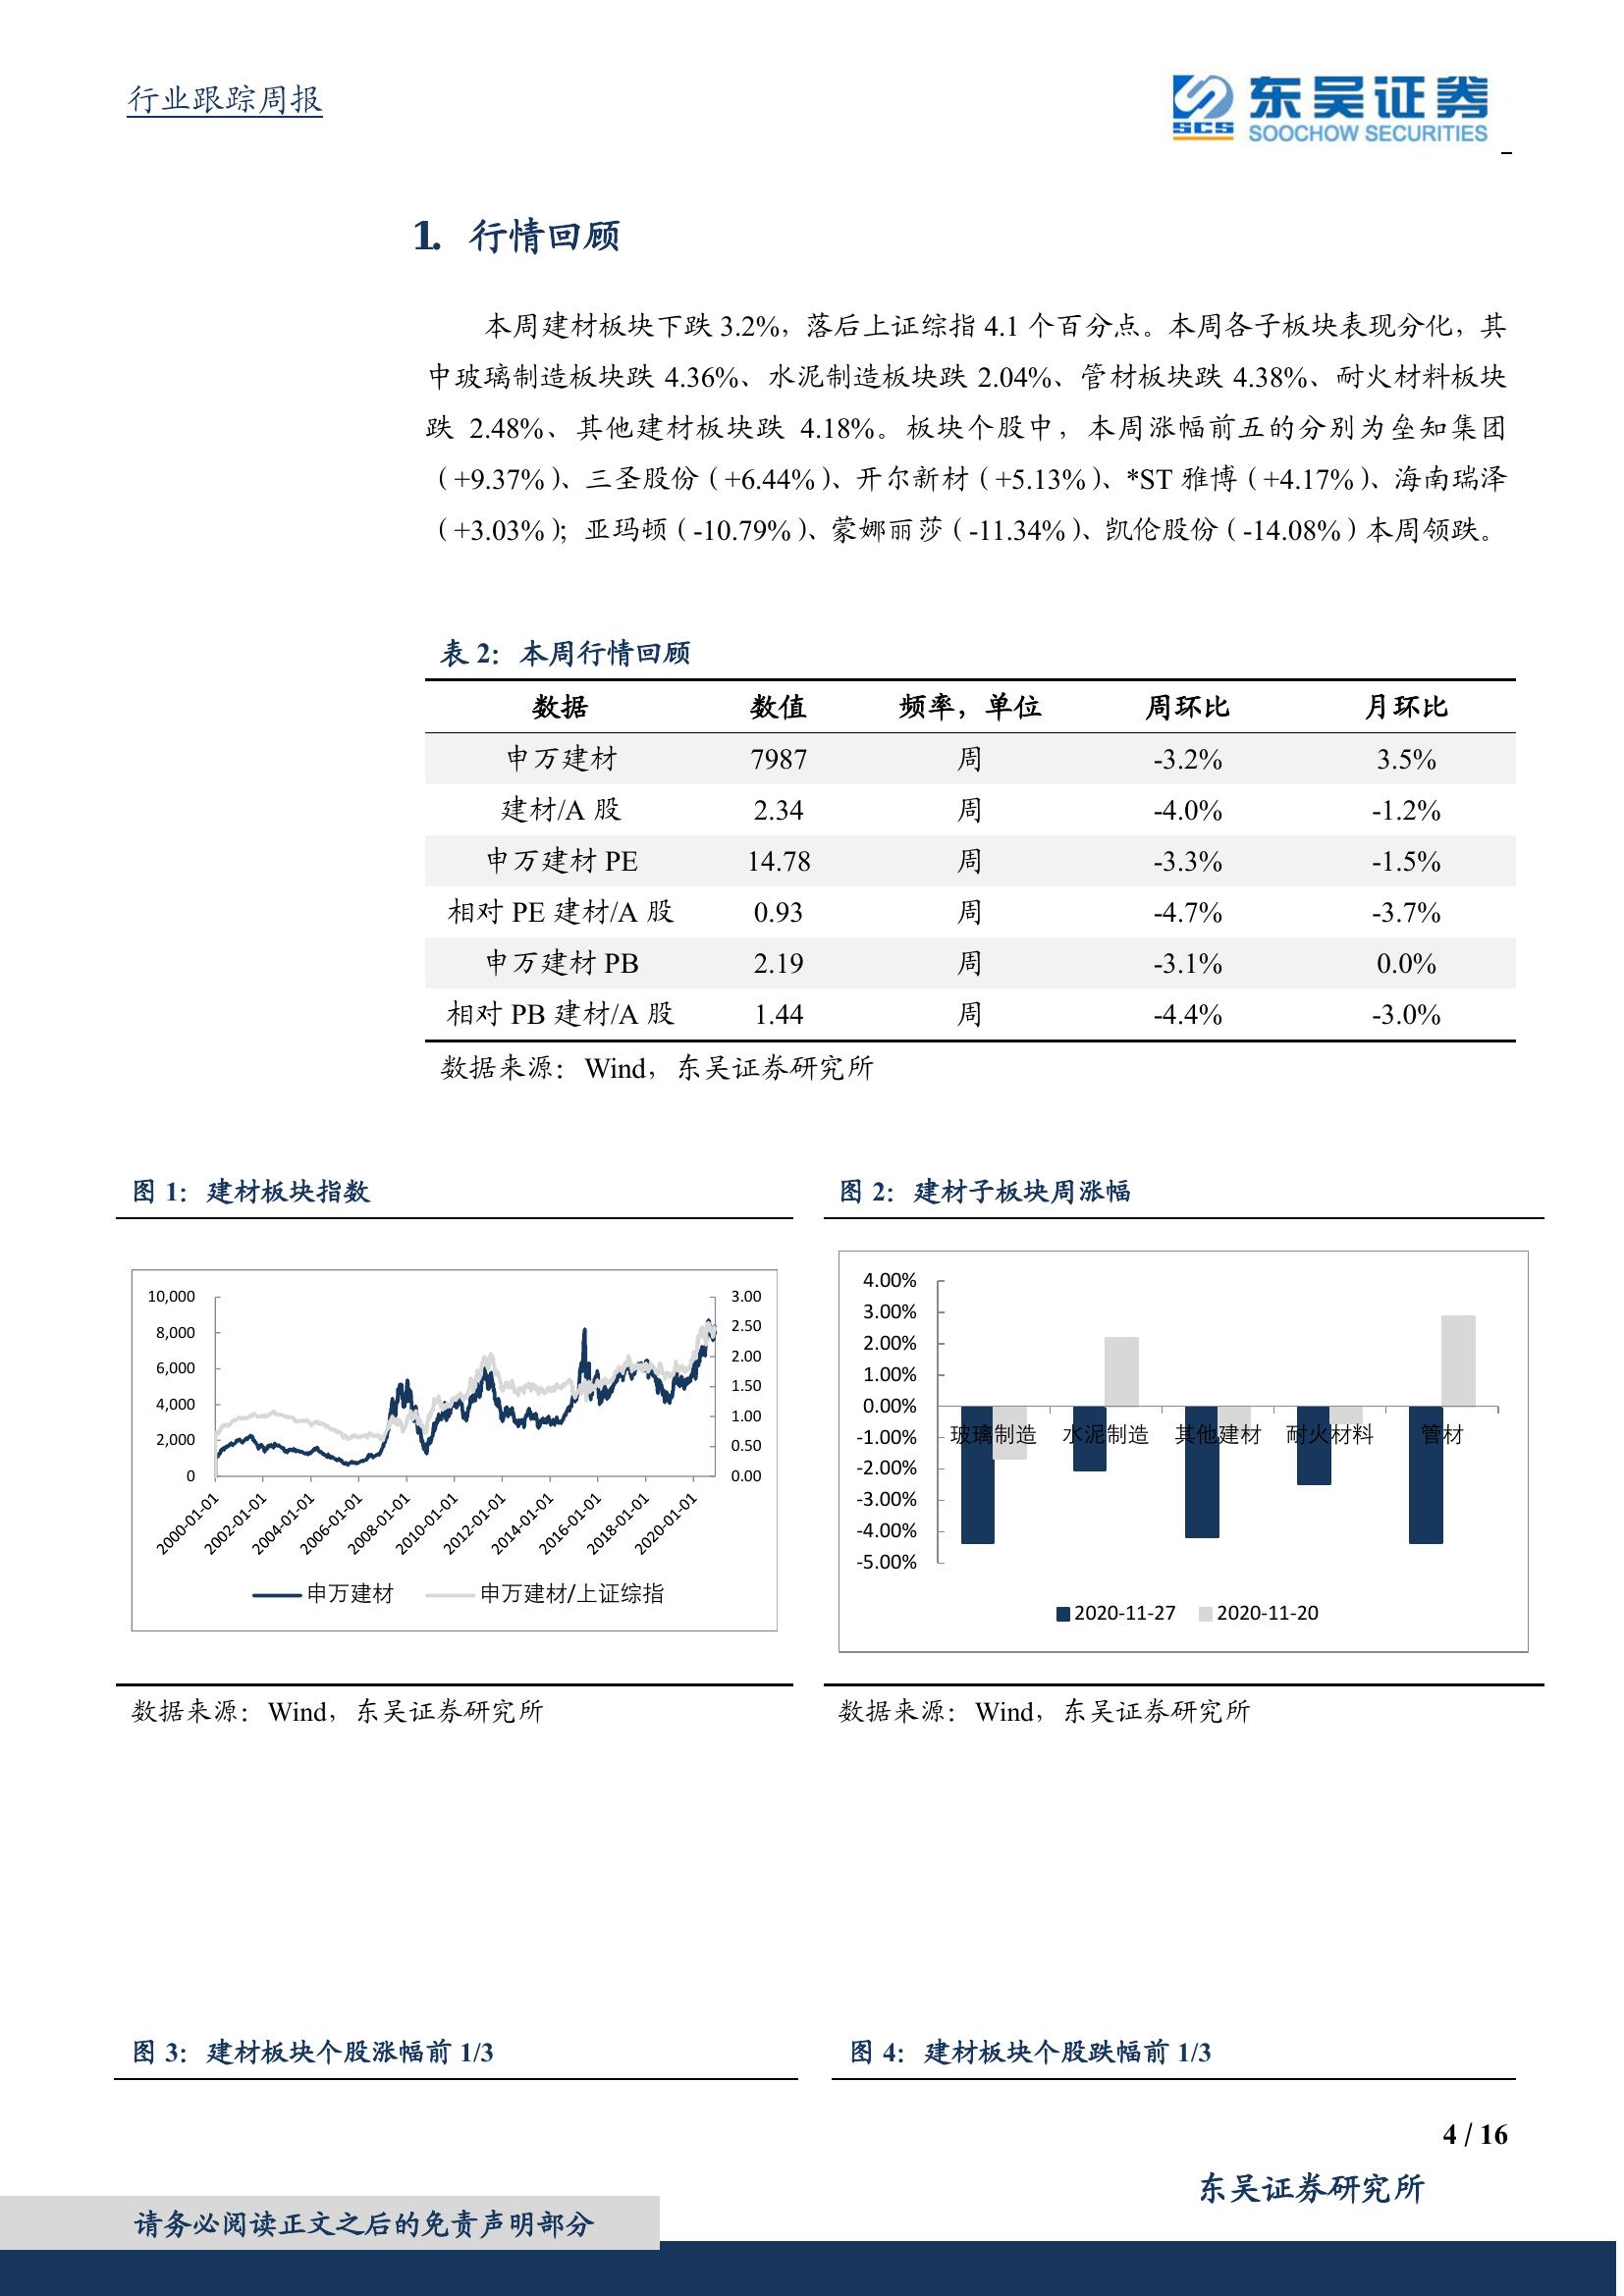 行业跟踪周报
SCS 东吴证券
SOOCHOW SECURITIES
1. 行情回顾
本周建材板块下跌 3.2%，落后上证综指 4.1 个百分点。本周各子板块表现分化，其
中玻璃制造板块跌 4.36%、水泥制造板块跌 2.04%、管材板块跌 4.38%、耐火材料板块
跌 2.48%、其他建材板块跌 4.18%。板块个股中，本周涨幅前五的分别为垒知集团
（+9.37%）、三圣股份（+6.44%）、开尔新材（+5.13%）、*ST 雅博（+4.17%）、海南瑞泽
（+3.03%）；亚玛顿（-10.79%）、蒙娜丽莎（-11.34%）、凯伦股份（-14.08%）本周领跌。
表 2：本周行情回顾
数据 数值 频率，单位 周环比 月环比
申万建材 7987 周 -3.2% 3.5%
建材/A 股 2.34 周 -4.0% -1.2%
申万建材 PE 14.78 周 -3.3% -1.5%
相对 PE 建材/A 股 0.93 周 -4.7% -3.7%
申万建材 PB 2.19 周 -3.1% 0.0%
相对 PB 建材/A 股 1.44 周 -4.4% -3.0%
数据来源：Wind，东吴证券研究所
图 1：建材板块指数
10,000
8,000
6,000
4,000
2,000
0
3.00
2.50
2.00
1.50
1.00
0.50
0.00
2000-01-01
2002-01-01
2004-01-01
2006-01-01
2008-01-01
2010-01-01
2012-01-01
2014-01-01
2016-01-01
2018-01-01
2020-01-01
申万建材 申万建材/上证综指
数据来源：Wind，东吴证券研究所
图 2：建材子板块周涨幅
4.00%
3.00%
2.00%
1.00%
0.00%
-1.00%
-2.00%
-3.00%
-4.00%
-5.00%
玻璃制造 水泥制造 其他建材 耐火材料 管材
2020-11-27 2020-11-20
数据来源：Wind，东吴证券研究所
图 3：建材板块个股涨幅前 1/3
图 4：建材板块个股跌幅前 1/3
4 / 16
东吴证券研究所
请务必阅读正文之后的免责声明部分